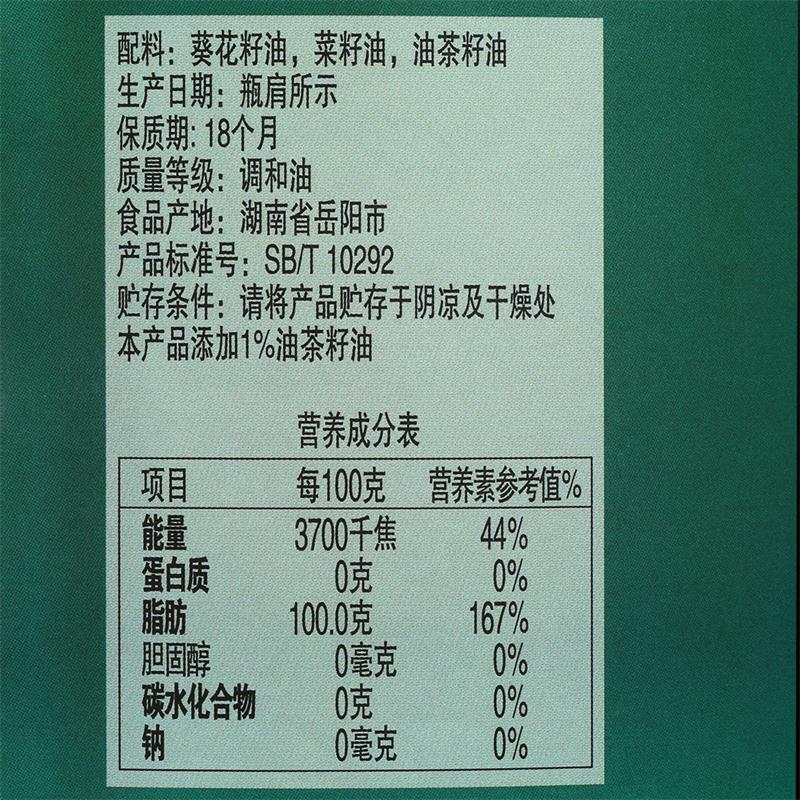 配料：葵花籽油，菜籽油，油茶籽油
生产日期：瓶肩所示
保质期: 18个月
质量等级：调和油
食品产地：湖南省岳阳市
产品标准号：SB/T 10292
贮存条件：请将产品贮存于阴凉及干燥处
本产品添加1%油茶籽油
营养成分表
项目 每100克 营养素参考值%
能量 3700千焦 44%
蛋白质 0克 0%
脂肪 100.0克 167%
胆固醇 0毫克 0%
碳水化合物 0克 0%
钠 0毫克 0%